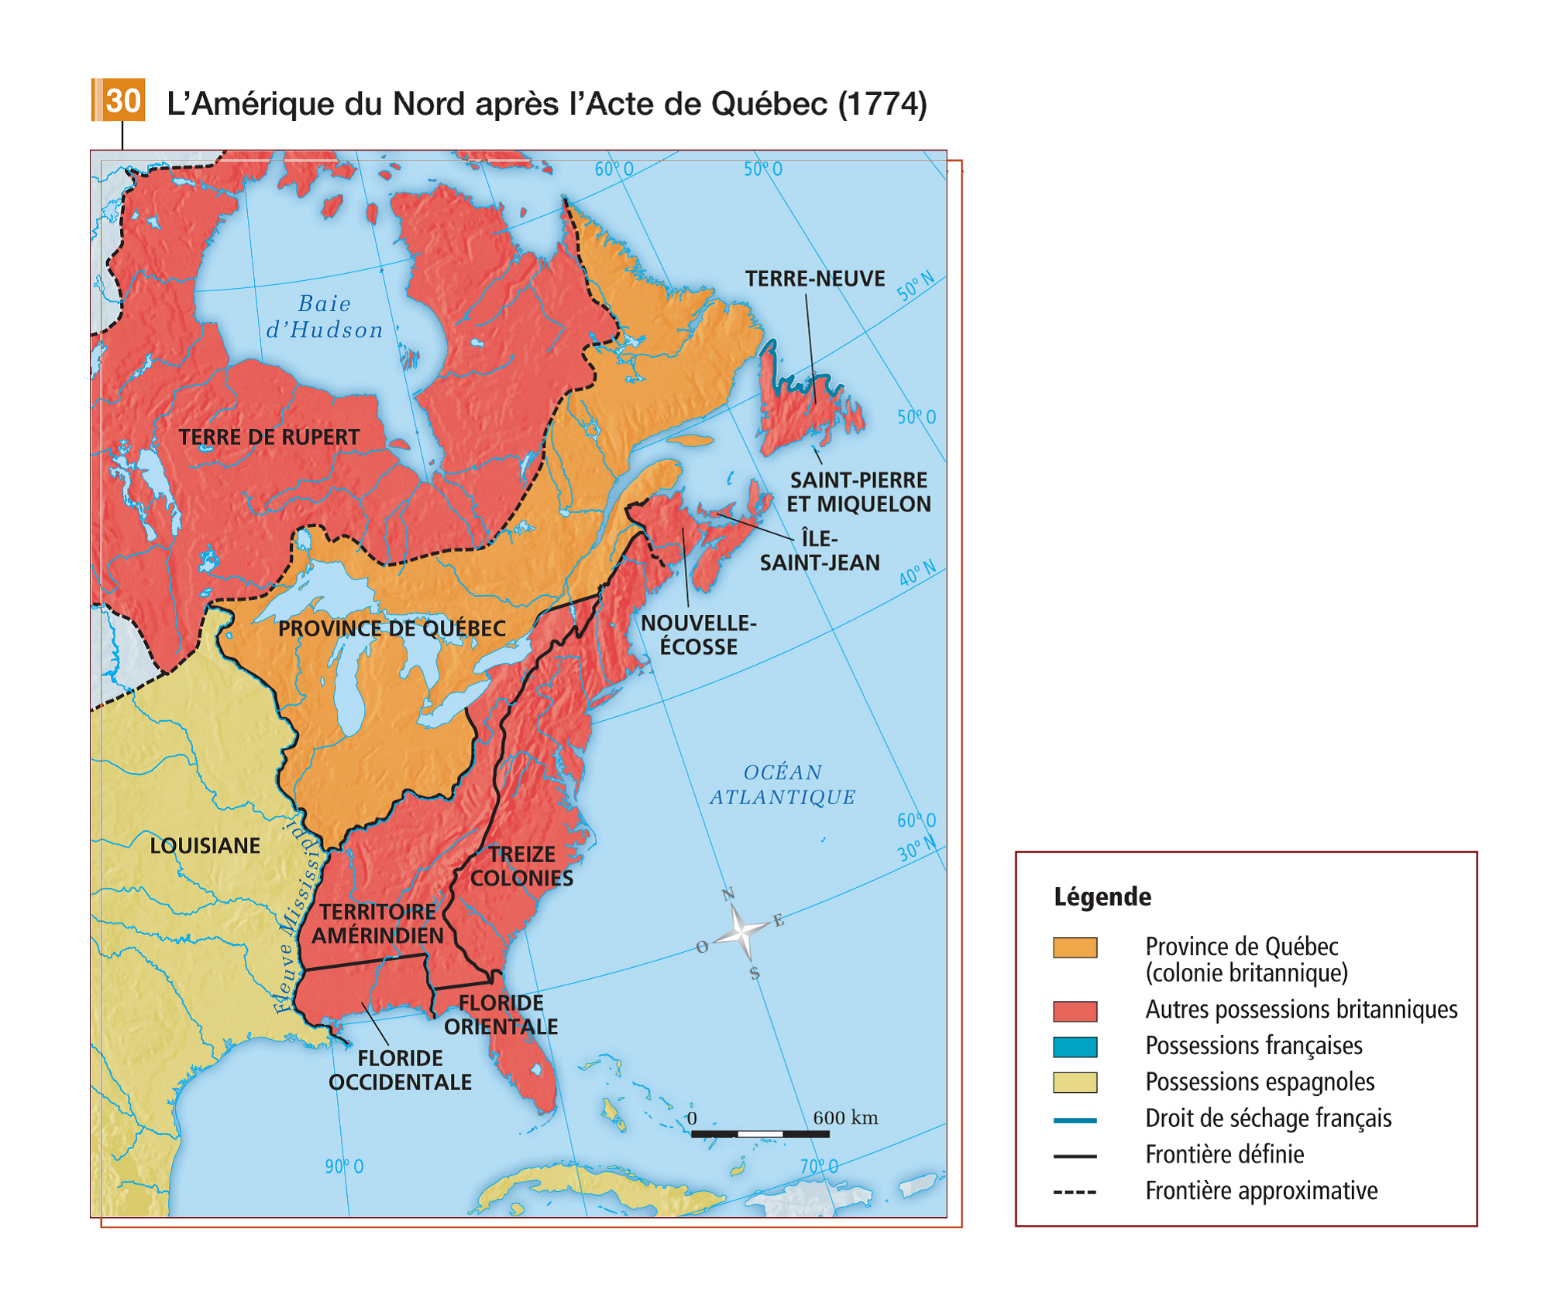 30 L'Amérique du Nord après l'Acte de Québec (1774)
60° O
50° O
TERRE-NEUVE
50° N
Baie
d'Hudson
50° O
TERRE DE RUPERT
SAINT-PIERRE
ET MIQUELON
ÎLE-
SAINT-JEAN
40° N
PROVINCE DE QUÉBEC
NOUVELLE-
ÉCOSSE
OCÉAN
ATLANTIQUE
60° O
30° N
LOUISIANE
Fleuve Mississippi
TREIZE
COLONIES
TERRITOIRE
AMÉRINDIEN
N
E
O
S
FLORIDE
ORIENTALE
FLORIDE
OCCIDENTALE
0 600 km
90° O
70° O
Légende
Province de Québec
(colonie britannique)
Autres possessions britanniques
Possessions françaises
Possessions espagnoles
Droit de séchage français
Frontière définie
Frontière approximative